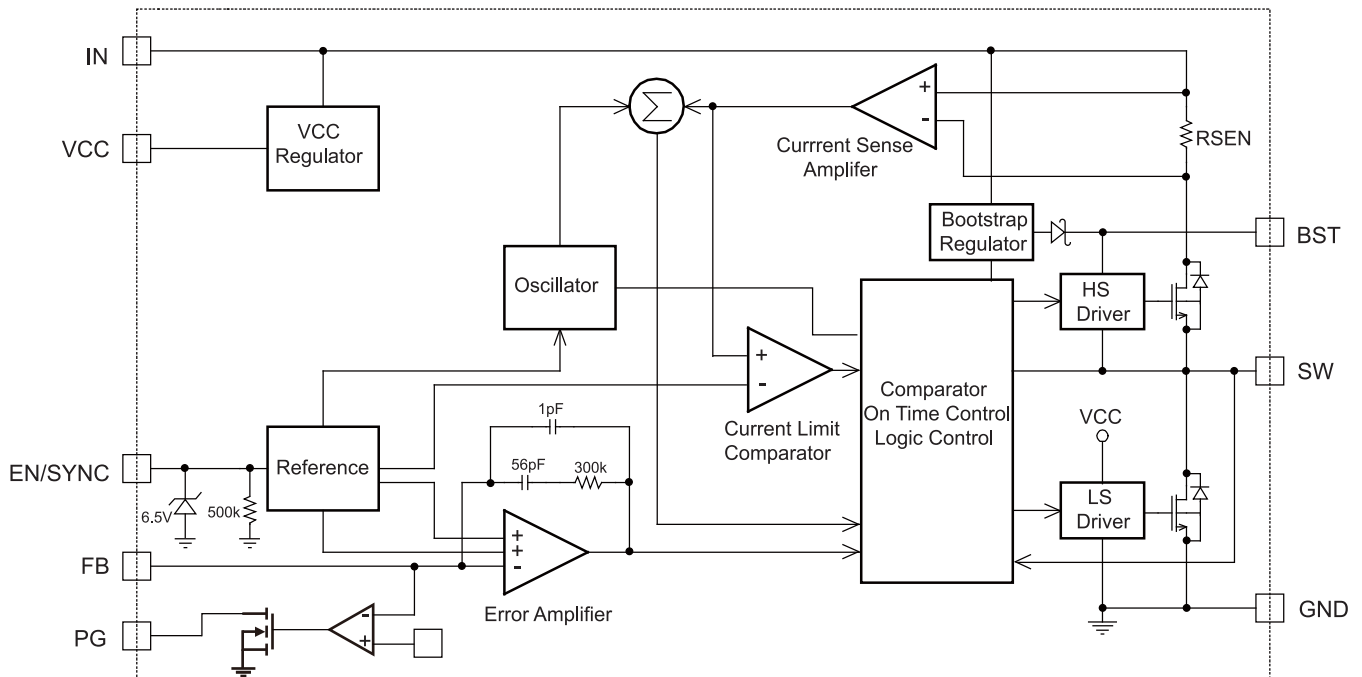 IN
VCC
Regulator
VCC
Σ
+
-
Currrent Sense
Amplifer
RSEN
Bootstrap
Regulator
BST
Oscillator
HS
Driver
+
-
Current Limit
Comparator
Comparator
On Time Control
Logic Control
SW
VCC
1pF
56pF
300k
EN/SYNC
Reference
6.5V
500k
LS
Driver
+
+
-
Error Amplifier
FB
GND
-
+
PG